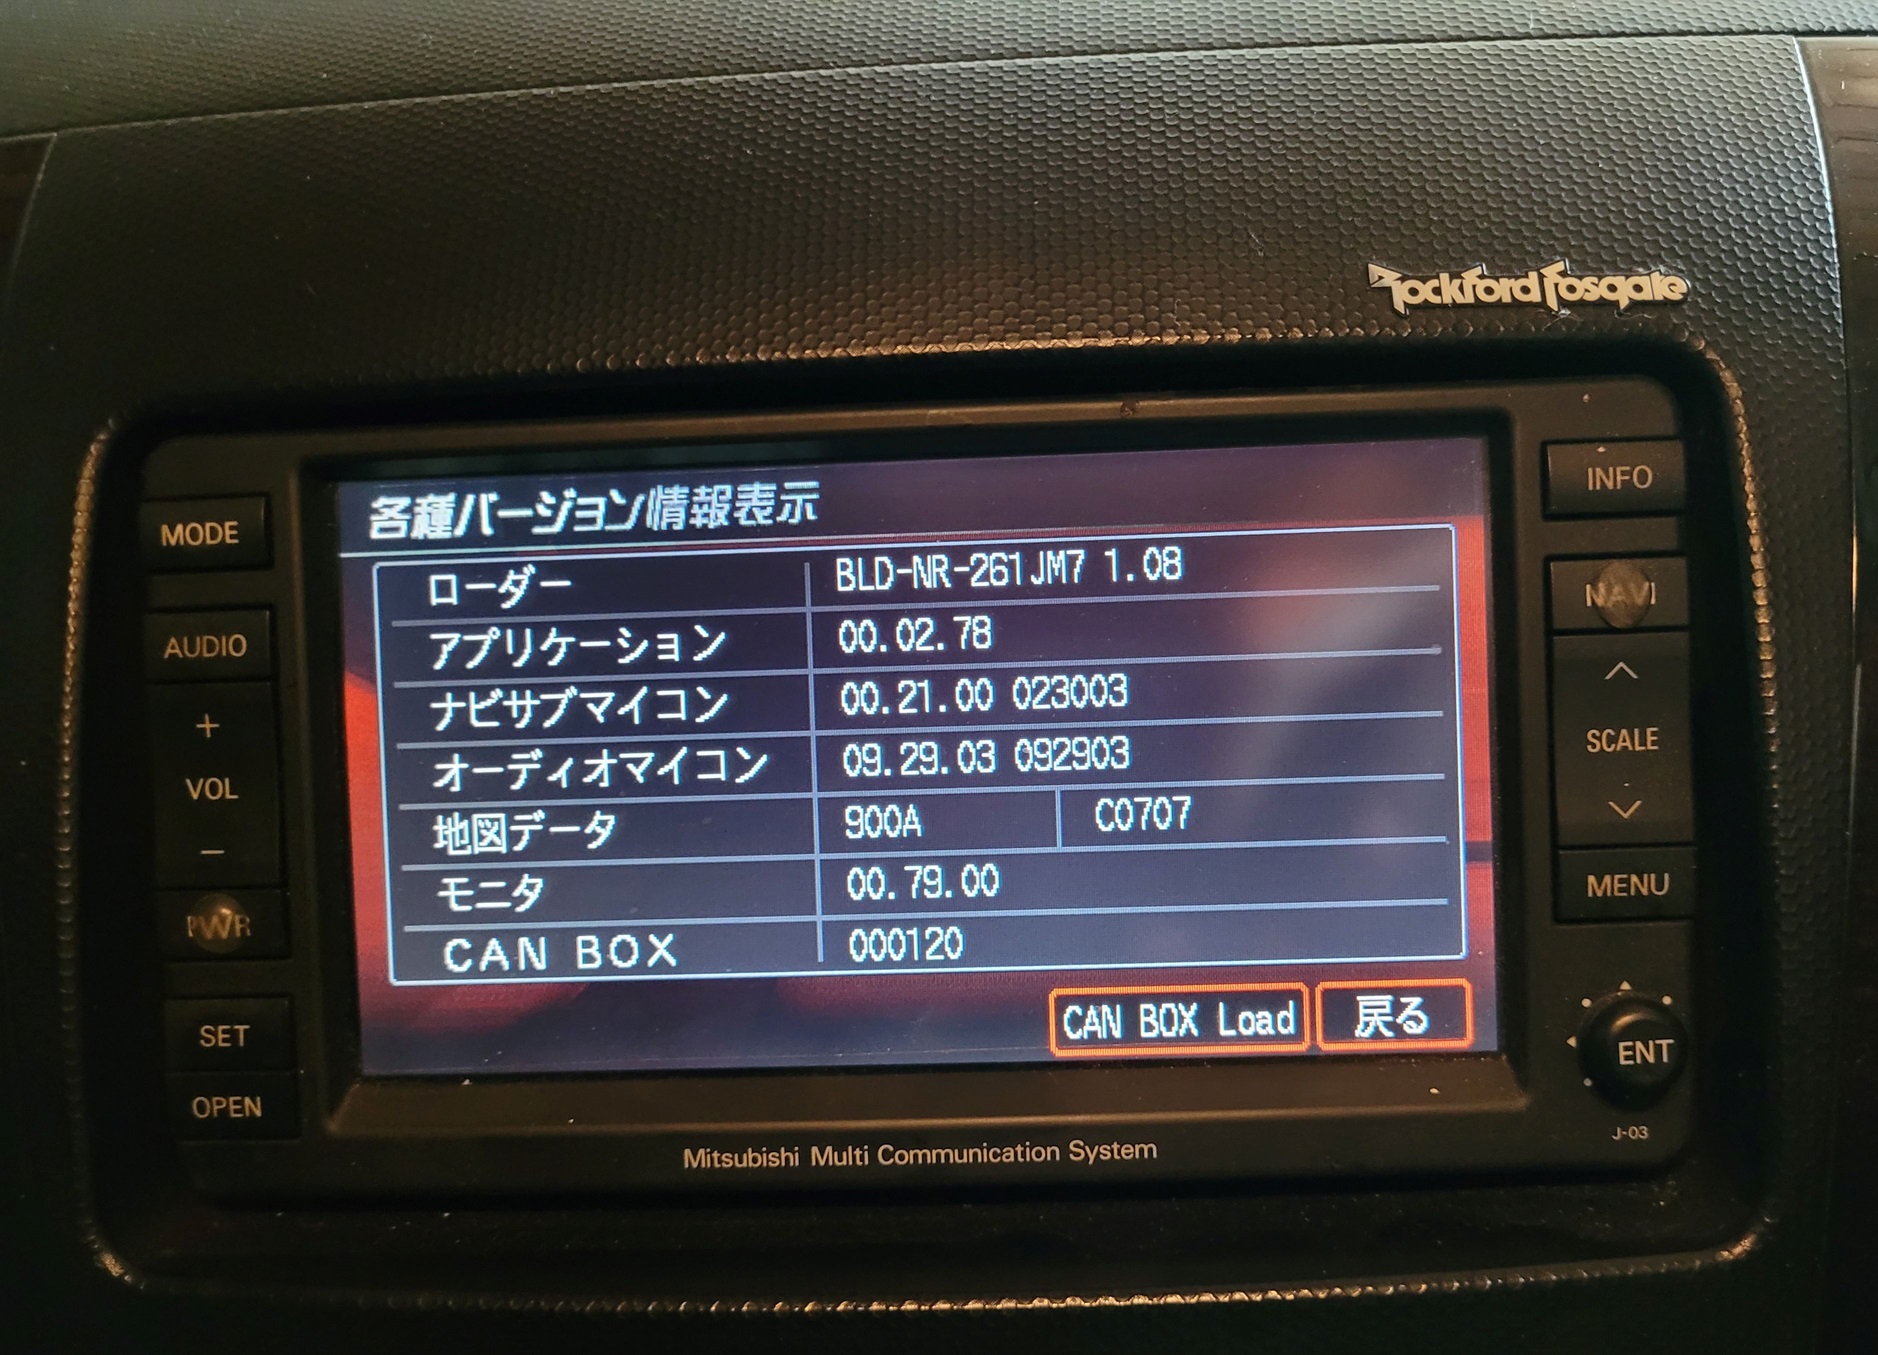 Rockford Fosgate
INFO
MODE
各種バージョン情報表示
ローダー BLD-NR-261JM7 1.08
NAVI
AUDIO
アプリケーション 00.02.78
ナビサブマイコン 00.21.00 023003
+
SCALE
VOL
オーディオマイコン 09.29.03 092903
地図データ 900A C0707
−
MENU
PWR
モニタ 00.79.00
CAN BOX 000120
SET
CAN BOX Load 戻る
ENT
OPEN
J-03
Mitsubishi Multi Communication System